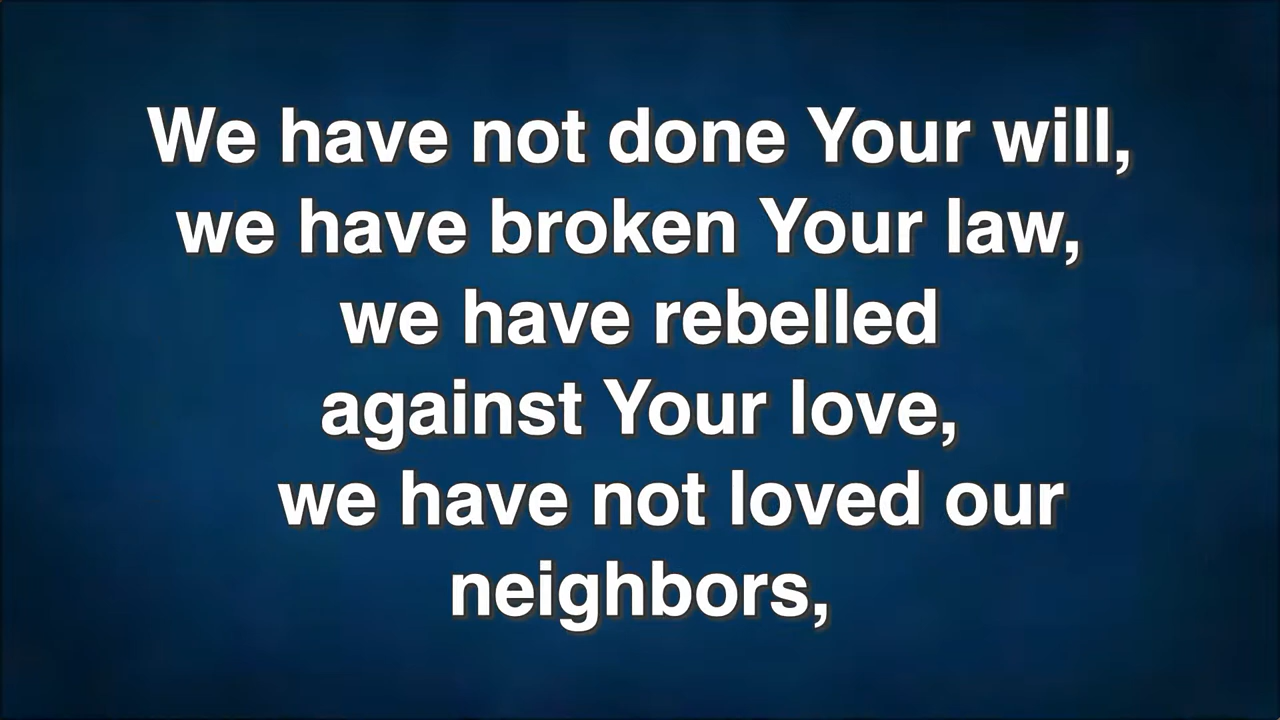 We have not done Your will,
we have broken Your law,
we have rebelled
against Your love,
we have not loved our
neighbors,